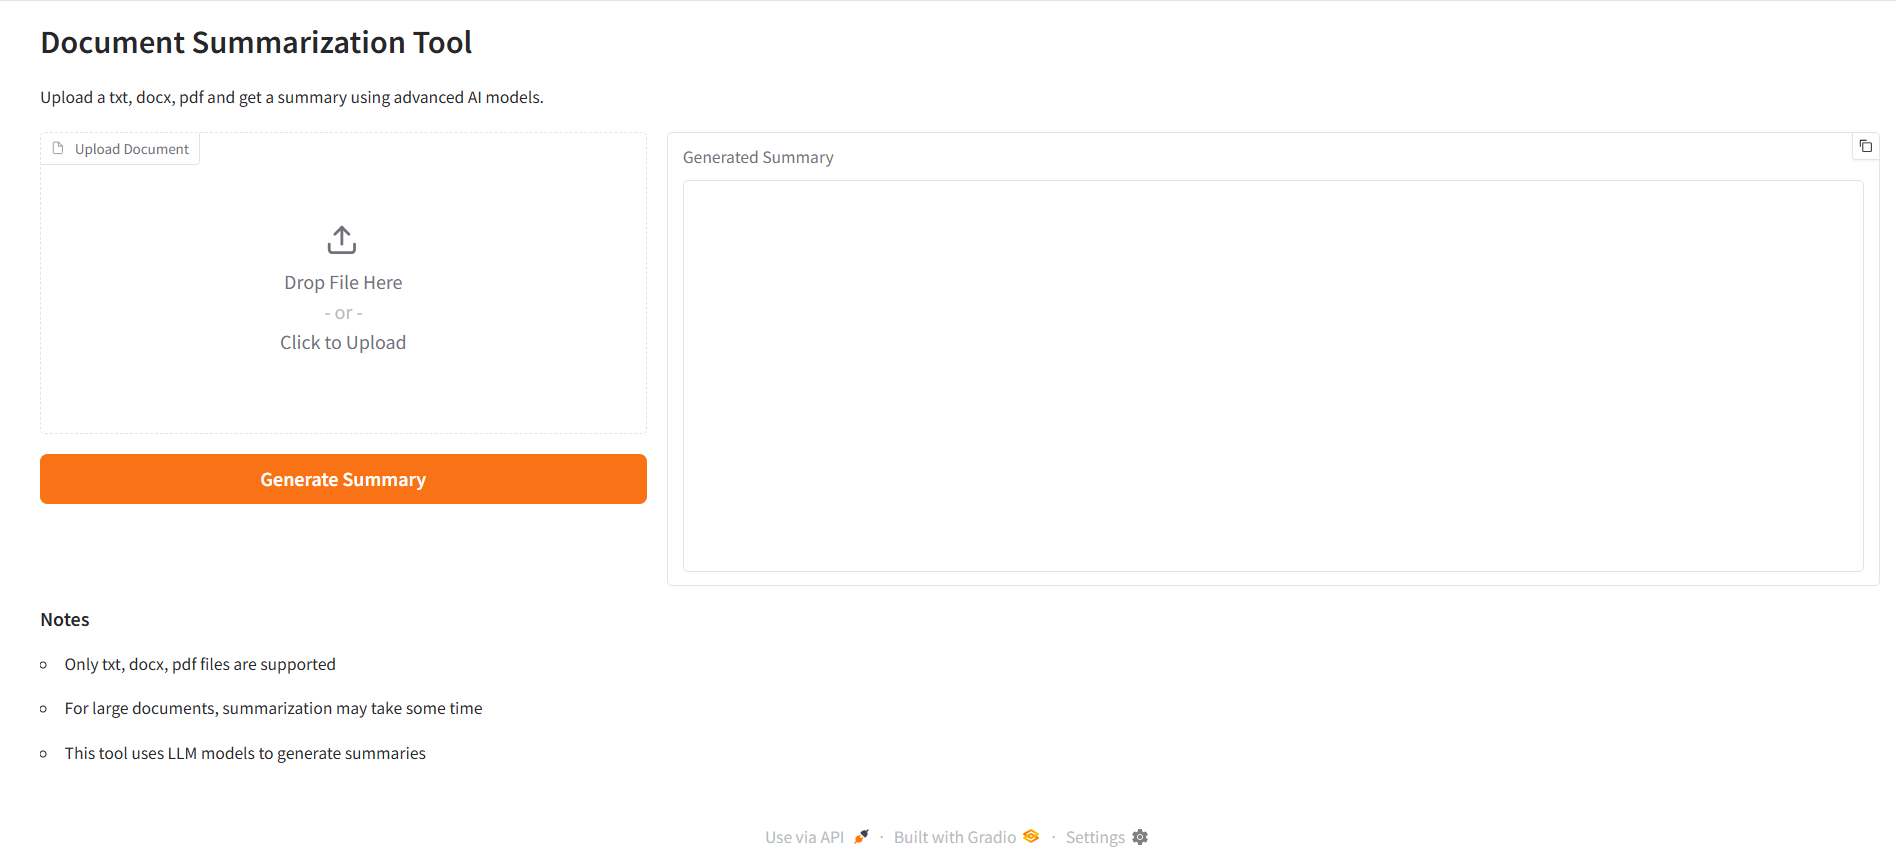 Document Summarization Tool
Upload a txt, docx, pdf and get a summary using advanced AI models.
Upload Document
Drop File Here
- or -
Click to Upload
Generate Summary
Generated Summary
Notes
Only txt, docx, pdf files are supported
For large documents, summarization may take some time
This tool uses LLM models to generate summaries
Use via API · Built with Gradio · Settings